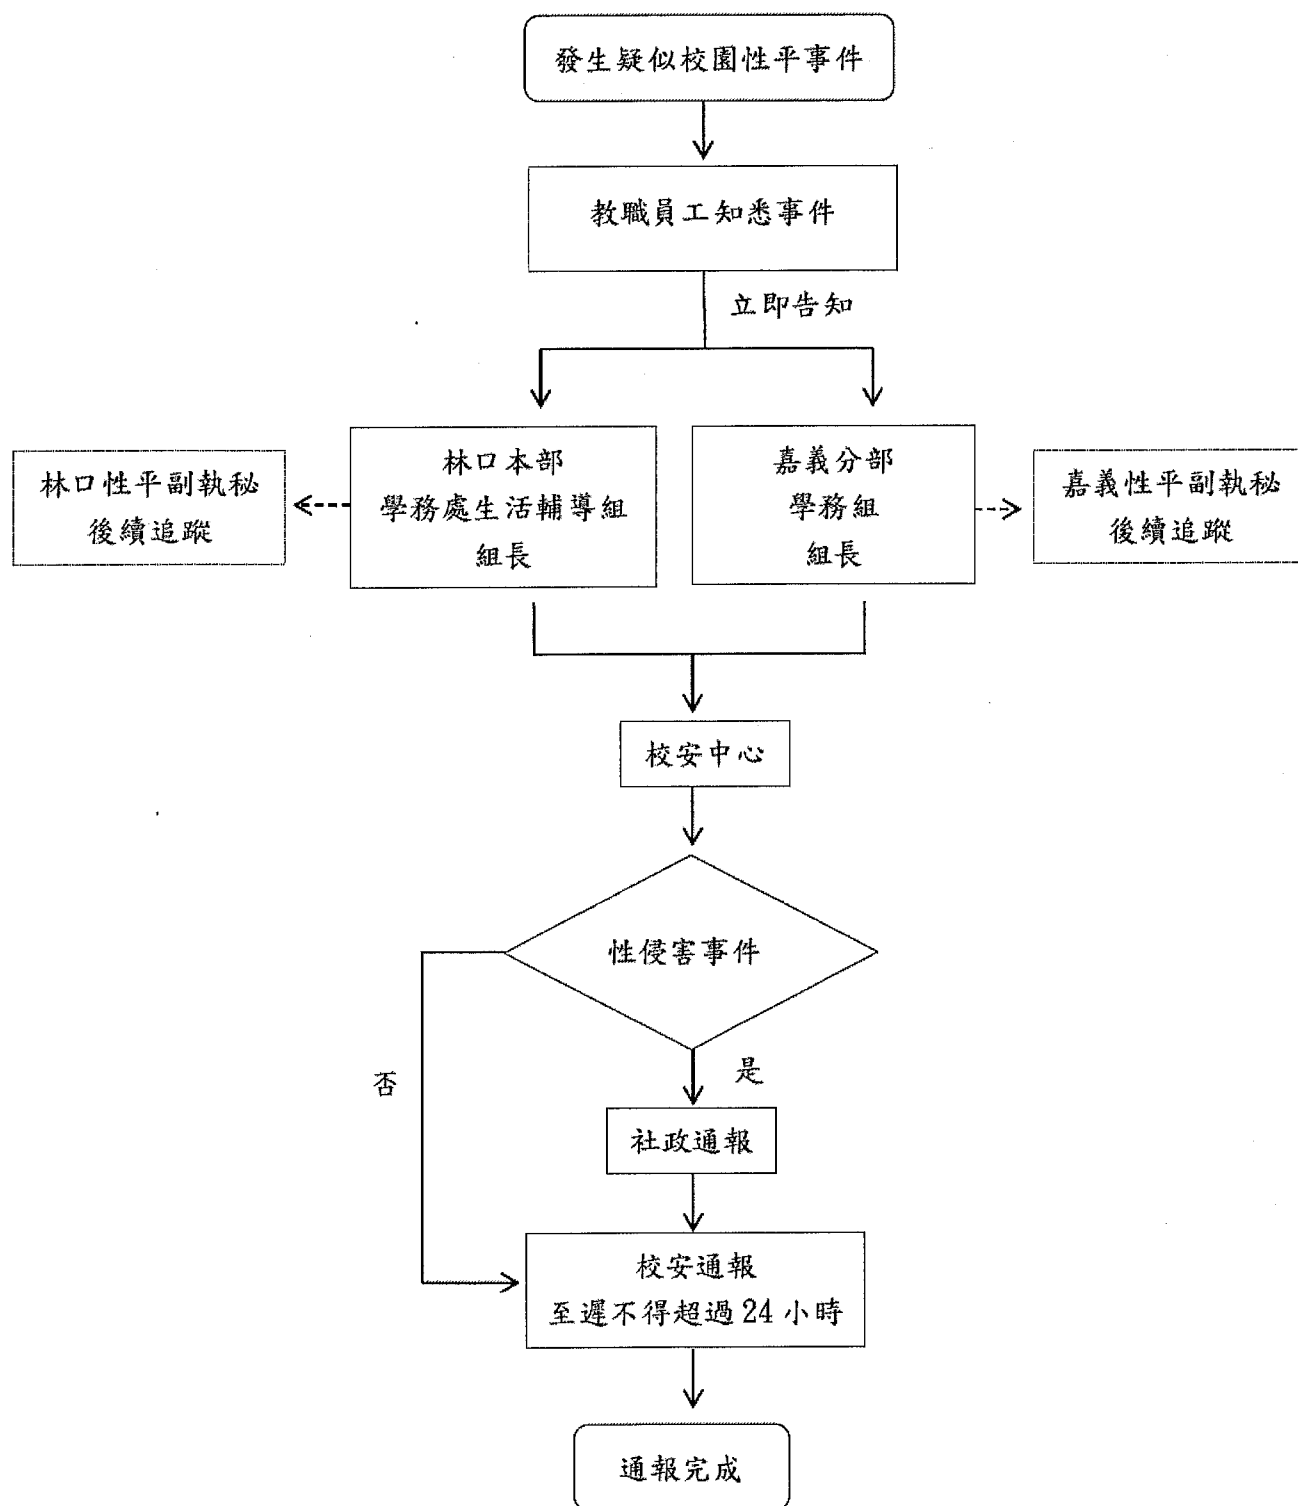 發生疑似校園性平事件
教職員工知悉事件
立即告知
林口本部
學務處生活輔導組
組長
嘉義分部
學務組
組長
林口性平副執秘
後續追蹤
嘉義性平副執秘
後續追蹤
校安中心
性侵害事件
否
是
社政通報
校安通報
至遲不得超過 24 小時
通報完成